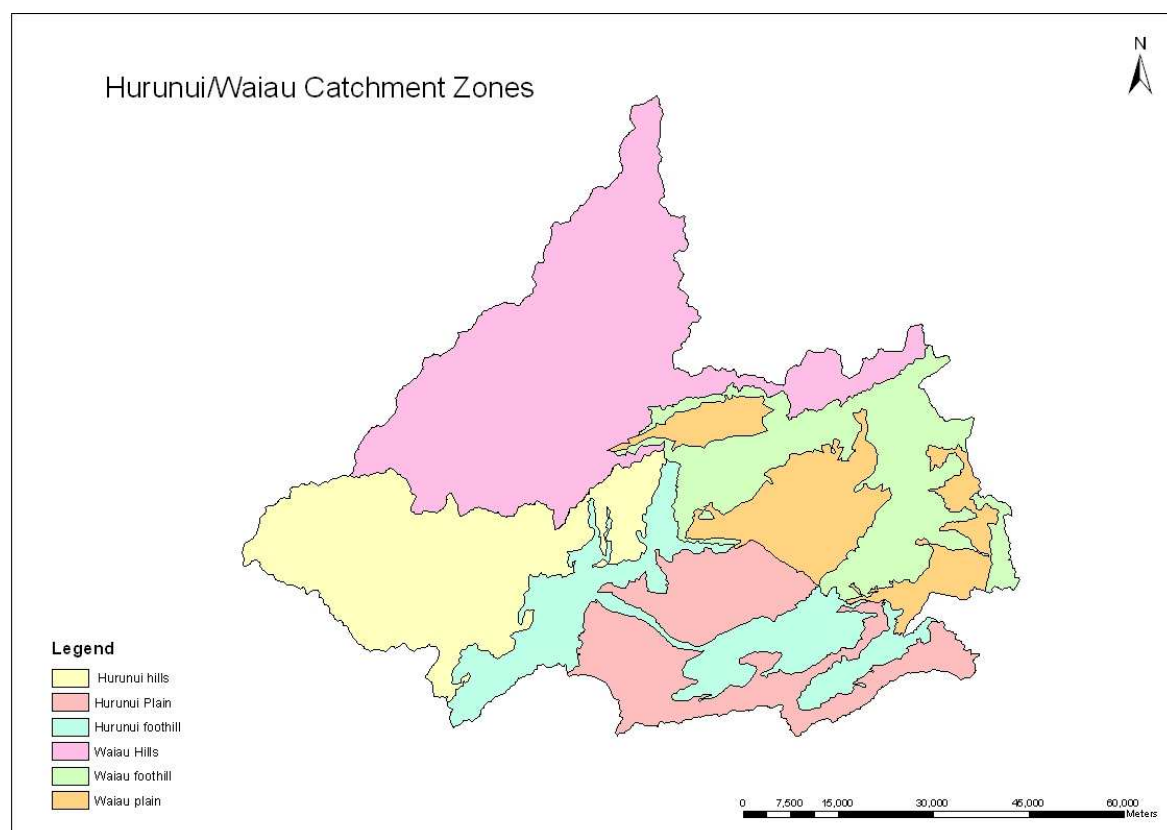 N
Hurunui/Waiau Catchment Zones
Legend
Hurunui hills
Hurunui Plain
Hurunui foothill
Waiau Hills
Waiau foothill
Waiau plain
0 7,500 15,000 30,000 45,000 60,000
Meters